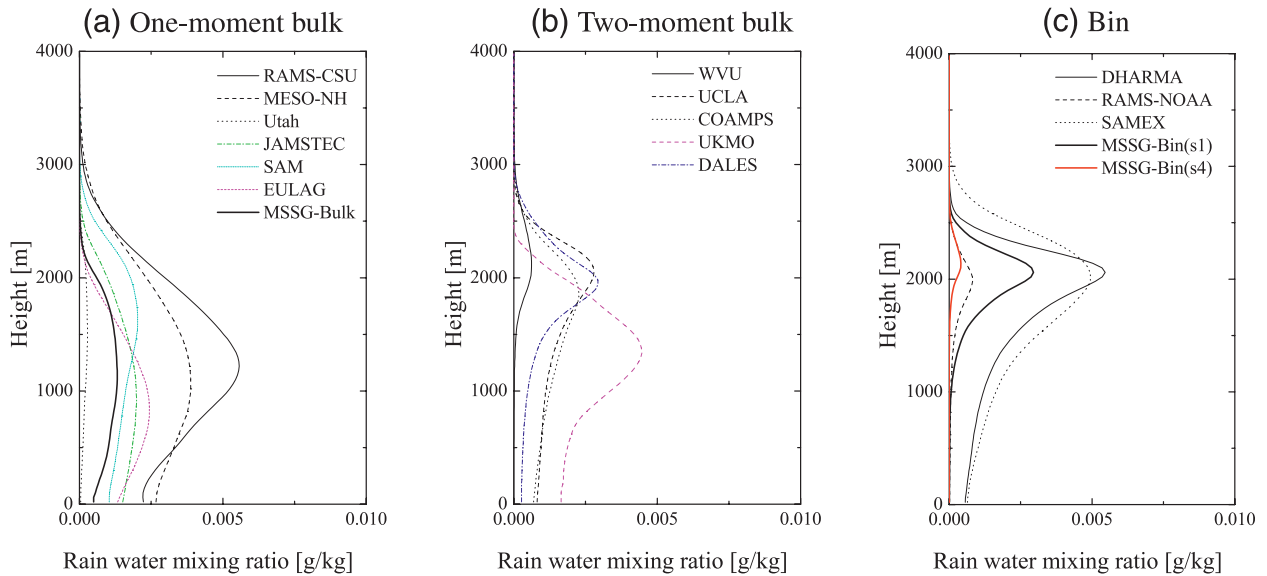 (a) One-moment bulk
4000
3000
2000
1000
0
Height [m]
RAMS-CSU
MESO-NH
Utah
JAMSTEC
SAM
EULAG
MSSG-Bulk
0.000
0.005
0.010
Rain water mixing ratio [g/kg]
(b) Two-moment bulk
4000
3000
2000
1000
0
Height [m]
WVU
UCLA
COAMPS
UKMO
DALES
0.000
0.005
0.010
Rain water mixing ratio [g/kg]
(c) Bin
4000
3000
2000
1000
0
Height [m]
DHARMA
RAMS-NOAA
SAMEX
MSSG-Bin(s1)
MSSG-Bin(s4)
0.000
0.005
0.010
Rain water mixing ratio [g/kg]